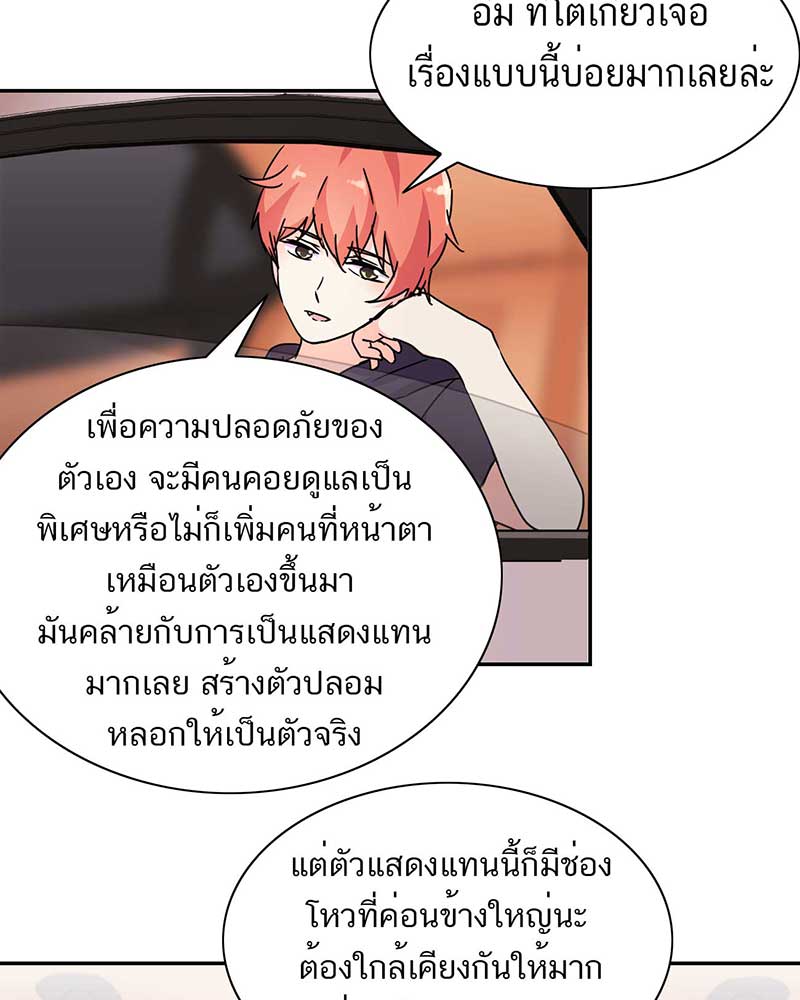 อืม ที่โตเกียวเจอ
เรื่องแบบนี้บ่อยมากเลยล่ะ
เพื่อความปลอดภัยของ
ตัวเอง จะมีคนคอยดูแลเป็น
พิเศษหรือไม่ก็เพิ่มคนที่หน้าตา
เหมือนตัวเองขึ้นมา
มันคล้ายกับการเป็นแสดงแทน
มากเลย สร้างตัวปลอม
หลอกให้เป็นตัวจริง
แต่ตัวแสดงแทนนี้ก็มีช่อง
โหวที่ค่อนข้างใหญ่นะ
ต้องใกล้เคียงกันให้มาก